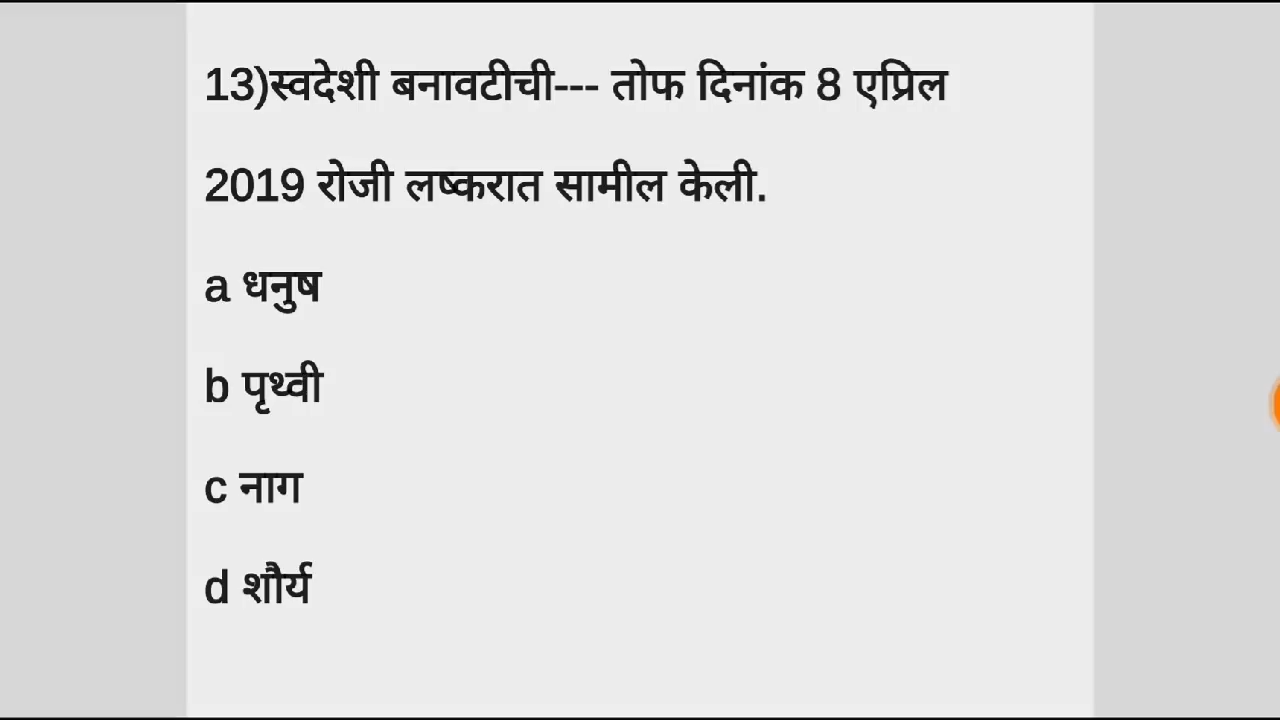 13)स्वदेशी बनावटीची--- तोफ दिनांक 8 एप्रिल
2019 रोजी लष्करात सामील केली.
a धनुष
b पृथ्वी
c नाग
d शौर्य